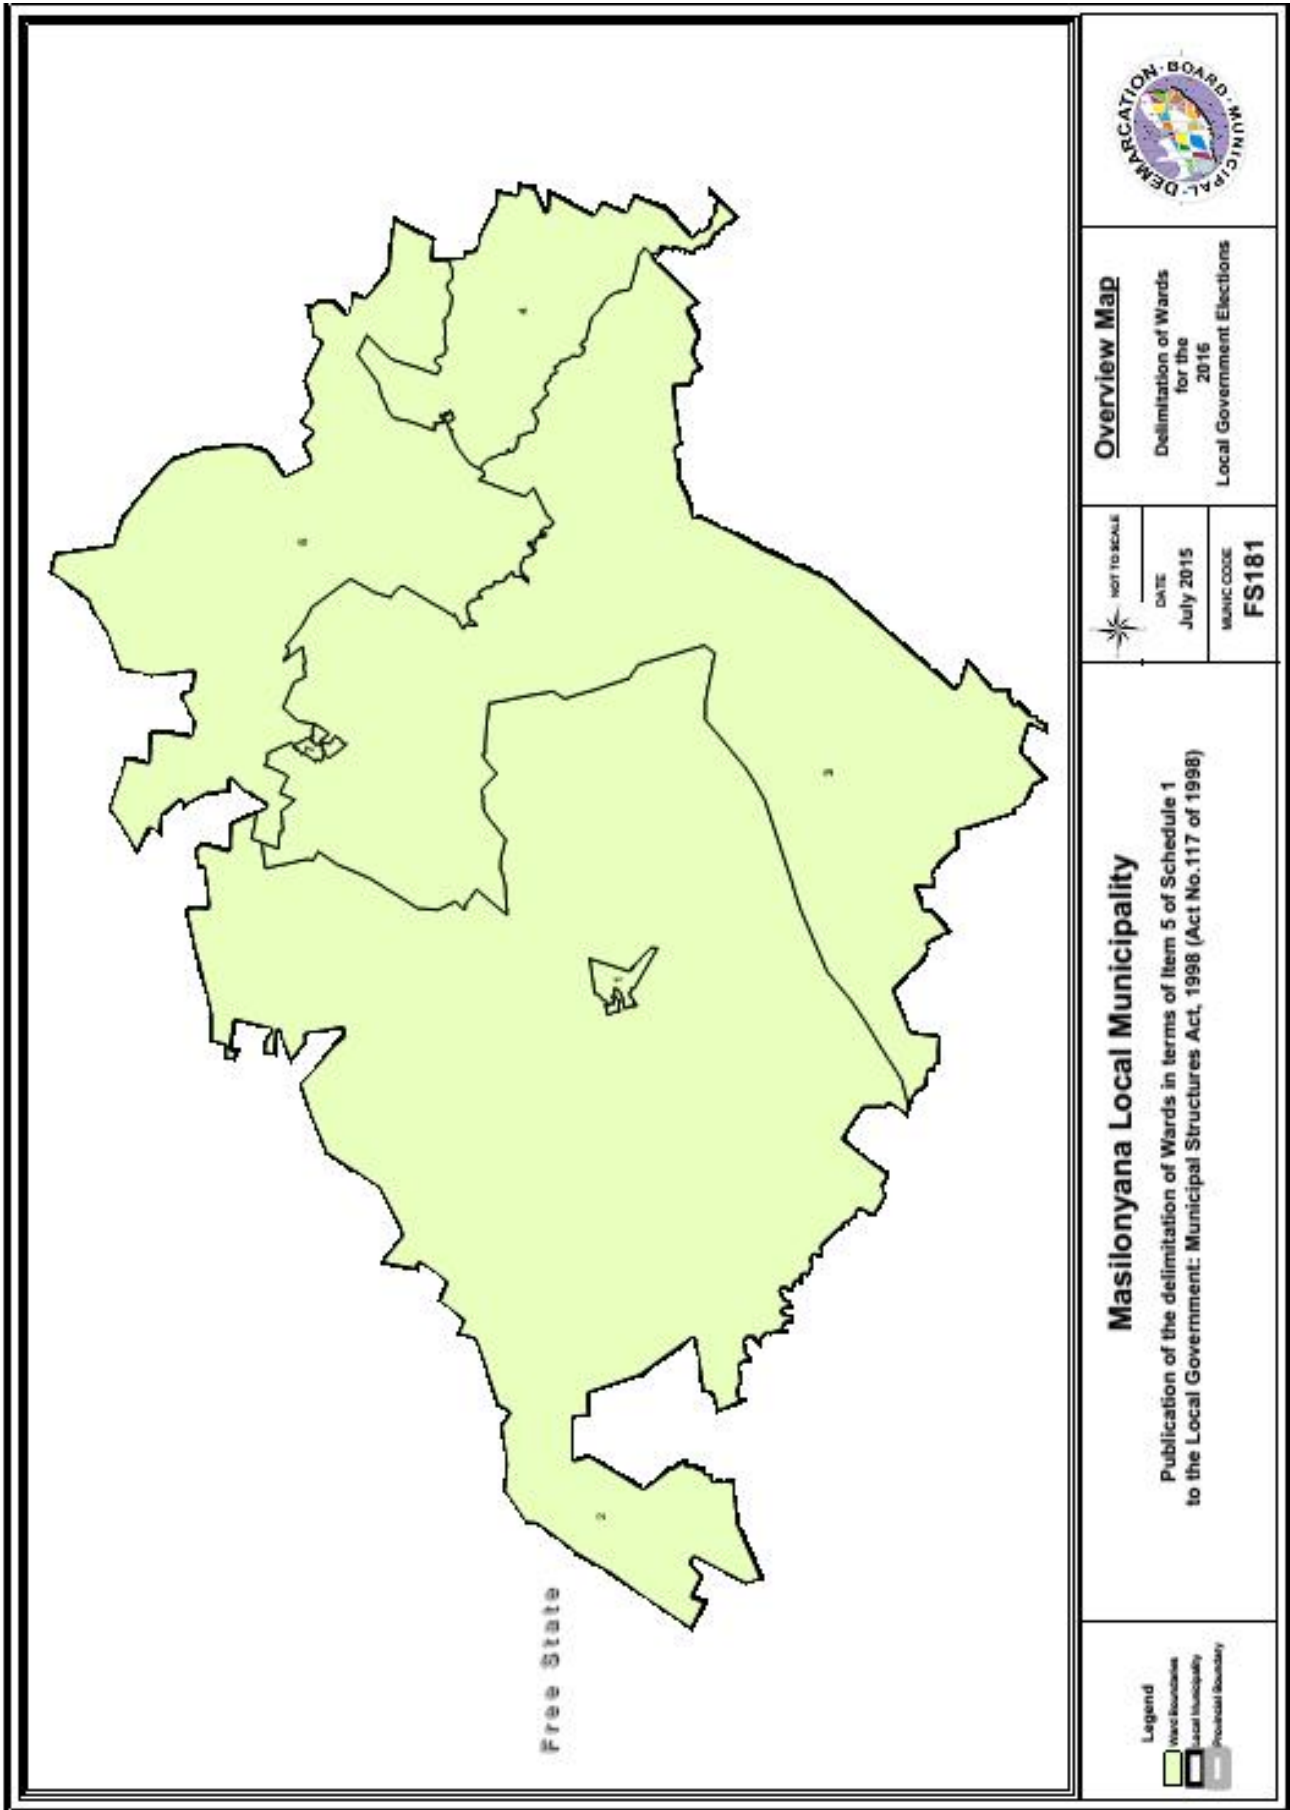 Free State
4
3
2
1
Legend
Ward Boundaries
Local Municipality
Provincial Boundary
Masilonyana Local Municipality
Publication of the delimitation of Wards in terms of Item 5 of Schedule 1
to the Local Government: Municipal Structures Act, 1998 (Act No.117 of 1998)
NOT TO SCALE
DATE
July 2015
MUNIC CODE
FS181
Overview Map
Delimitation of Wards
for the
2016
Local Government Elections
MUNICIPAL · DEMARCATION · BOARD ·